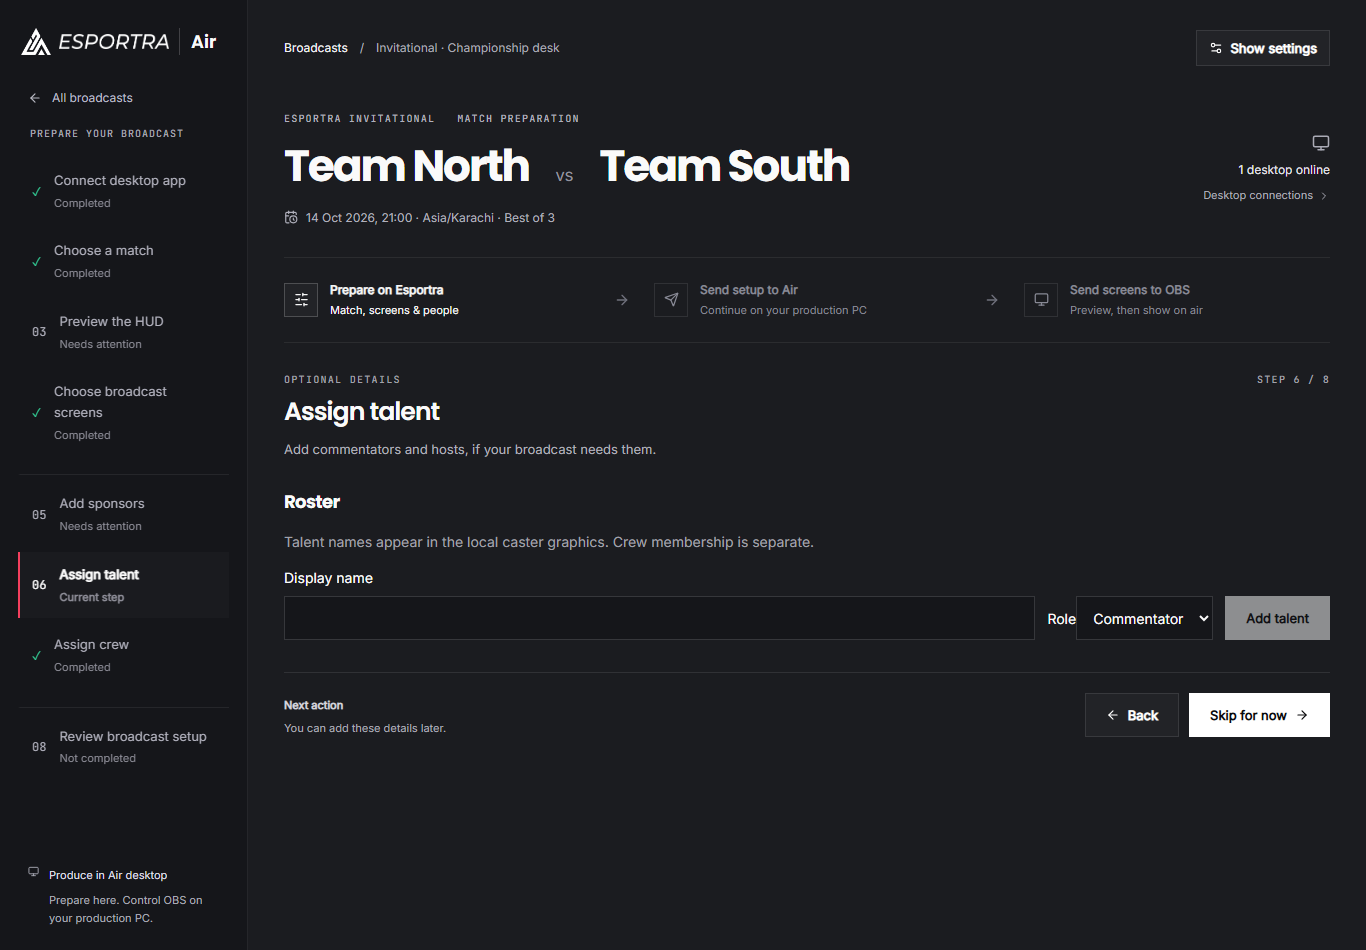 ESPORTRA Air
All broadcasts
PREPARE YOUR BROADCAST
Connect desktop app
Completed
Choose a match
Completed
03 Preview the HUD
Needs attention
Choose broadcast
screens
Completed
05 Add sponsors
Needs attention
06 Assign talent
Current step
Assign crew
Completed
08 Review broadcast setup
Not completed
Produce in Air desktop
Prepare here. Control OBS on
your production PC.
Broadcasts / Invitational · Championship desk
Show settings
ESPORTRA INVITATIONAL MATCH PREPARATION
Team North vs Team South
14 Oct 2026, 21:00 · Asia/Karachi · Best of 3
1 desktop online
Desktop connections
Prepare on Esportra
Match, screens & people
Send setup to Air
Continue on your production PC
Send screens to OBS
Preview, then show on air
OPTIONAL DETAILS
STEP 6 / 8
Assign talent
Add commentators and hosts, if your broadcast needs them.
Roster
Talent names appear in the local caster graphics. Crew membership is separate.
Display name
Role Commentator
Add talent
Next action
You can add these details later.
Back
Skip for now